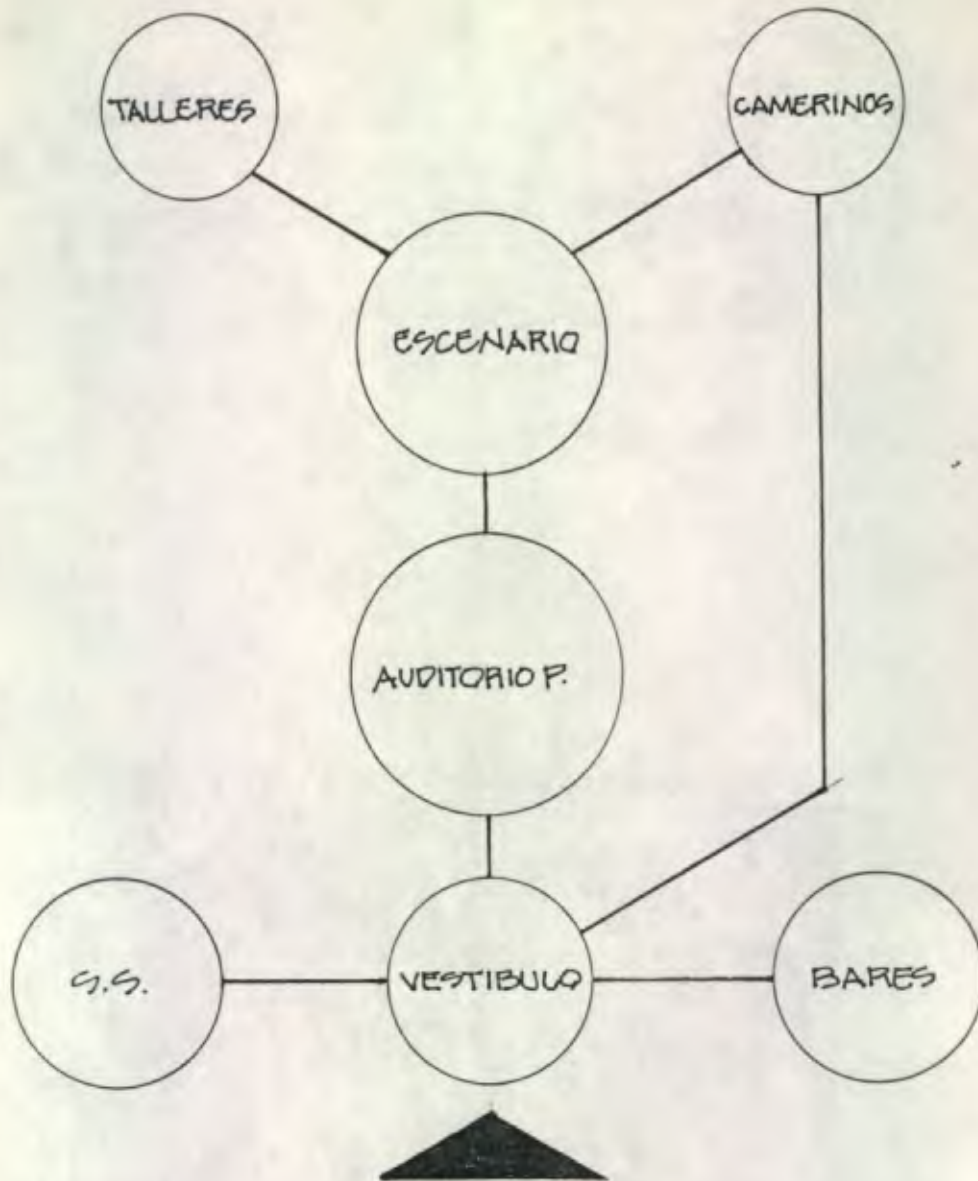 TALLERES
CAMERINOS
ESCENARIO
AUDITORIO P.
S.S.
VESTIBULO
BARES